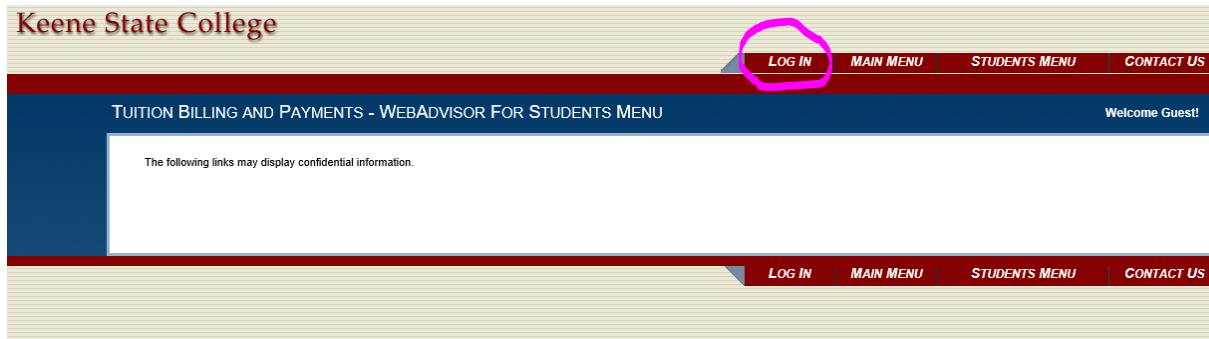 Keene State College
LOG IN MAIN MENU STUDENTS MENU CONTACT US
TUITION BILLING AND PAYMENTS - WEBADVISOR FOR STUDENTS MENU Welcome Guest!
The following links may display confidential information.
LOG IN MAIN MENU STUDENTS MENU CONTACT US